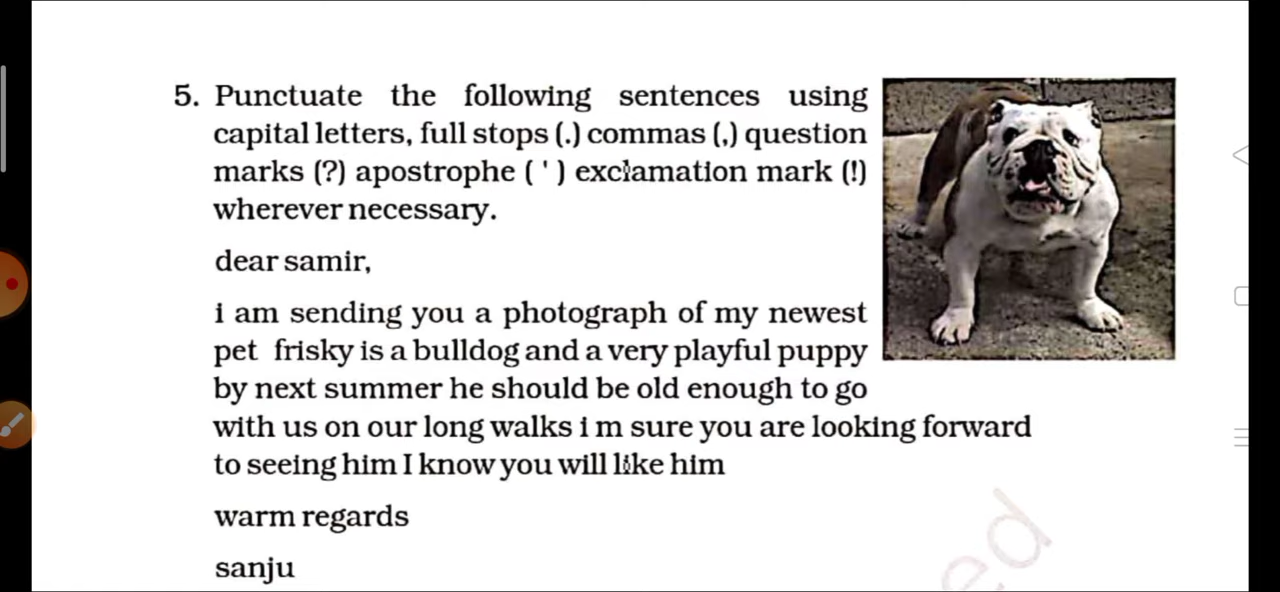 5. Punctuate the following sentences using
capital letters, full stops (.) commas (,) question
marks (?) apostrophe ( ' ) exclamation mark (!)
wherever necessary.
dear samir,
i am sending you a photograph of my newest
pet frisky is a bulldog and a very playful puppy
by next summer he should be old enough to go
with us on our long walks i m sure you are looking forward
to seeing him I know you will like him
warm regards
sanju
ed